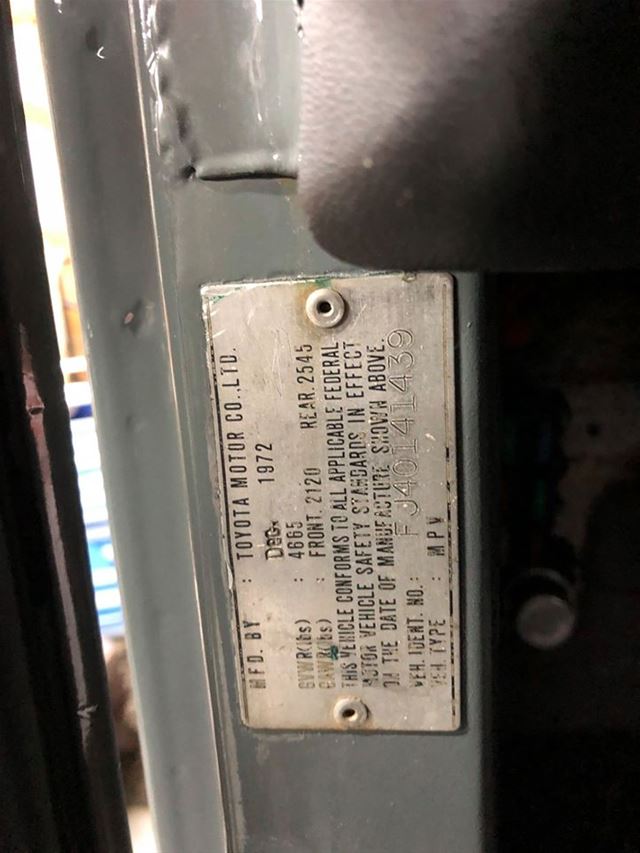 MFD. BY : TOYOTA MOTOR CO.,LTD.
DEC. 1972
GVWR(lbs) : 4665
GAWR(lbs) : FRONT. 2120 REAR. 2545
THIS VEHICLE CONFORMS TO ALL APPLICABLE FEDERAL
MOTOR VEHICLE SAFETY STANDARDS IN EFFECT
ON THE DATE OF MANUFACTURE SHOWN ABOVE.
VEH. IDENT. NO.: FJ40141439
VEH. TYPE : MPV